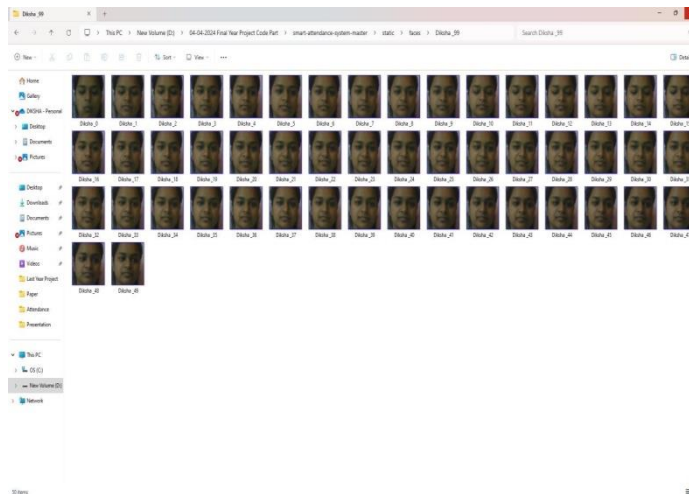 Diksha_99
This PC > New Volume (D:) > 04-04-2024 Final Year Project Code Part > smart-attendance-system-master > static > faces > Diksha_99
Search Diksha_99
New
Sort
View
Home
Gallery
DIKSHA - Personal
Desktop
Documents
Pictures
Desktop
Downloads
Documents
Pictures
Music
Videos
Last Year Project
Paper
Attendance
Presentation
This PC
OS (C:)
New Volume (D:)
Network
Diksha_0 Diksha_1 Diksha_2 Diksha_3 Diksha_4 Diksha_5 Diksha_6 Diksha_7 Diksha_8 Diksha_9 Diksha_10 Diksha_11 Diksha_12 Diksha_13 Diksha_14
Diksha_16 Diksha_17 Diksha_18 Diksha_19 Diksha_20 Diksha_21 Diksha_22 Diksha_23 Diksha_24 Diksha_25 Diksha_26 Diksha_27 Diksha_28 Diksha_29 Diksha_30
Diksha_32 Diksha_33 Diksha_34 Diksha_35 Diksha_36 Diksha_37 Diksha_38 Diksha_39 Diksha_40 Diksha_41 Diksha_42 Diksha_43 Diksha_44 Diksha_45 Diksha_46
Diksha_48 Diksha_49
50 items